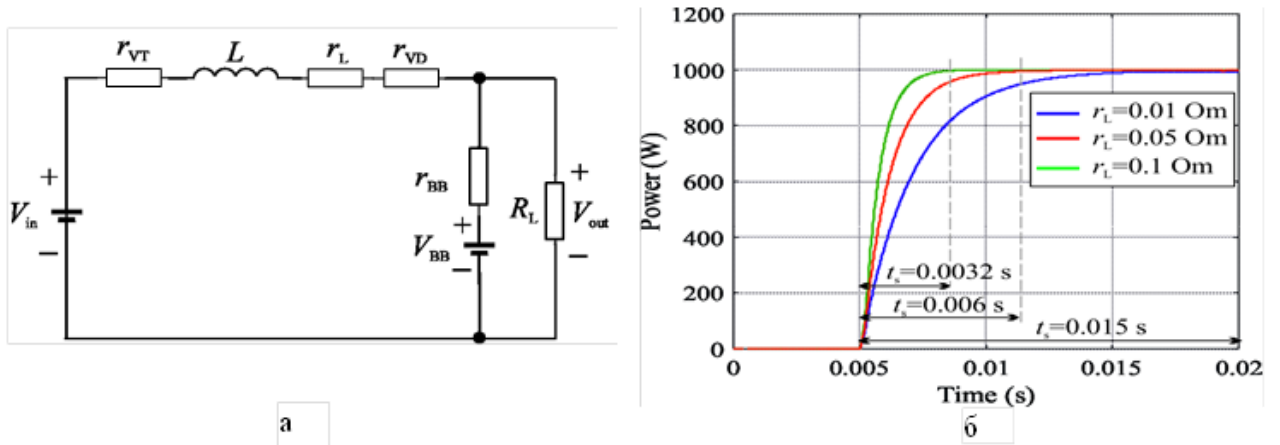 r_VT
L
r_L
r_VD
+
V_in
−
r_BB
+
V_BB
−
R_L
+
V_out
−
а
1200
1000
800
600
400
200
0
Power (W)
r_L=0.01 Om
r_L=0.05 Om
r_L=0.1 Om
t_s=0.0032 s
t_s=0.006 s
t_s=0.015 s
0 0.005 0.01 0.015 0.02
Time (s)
б